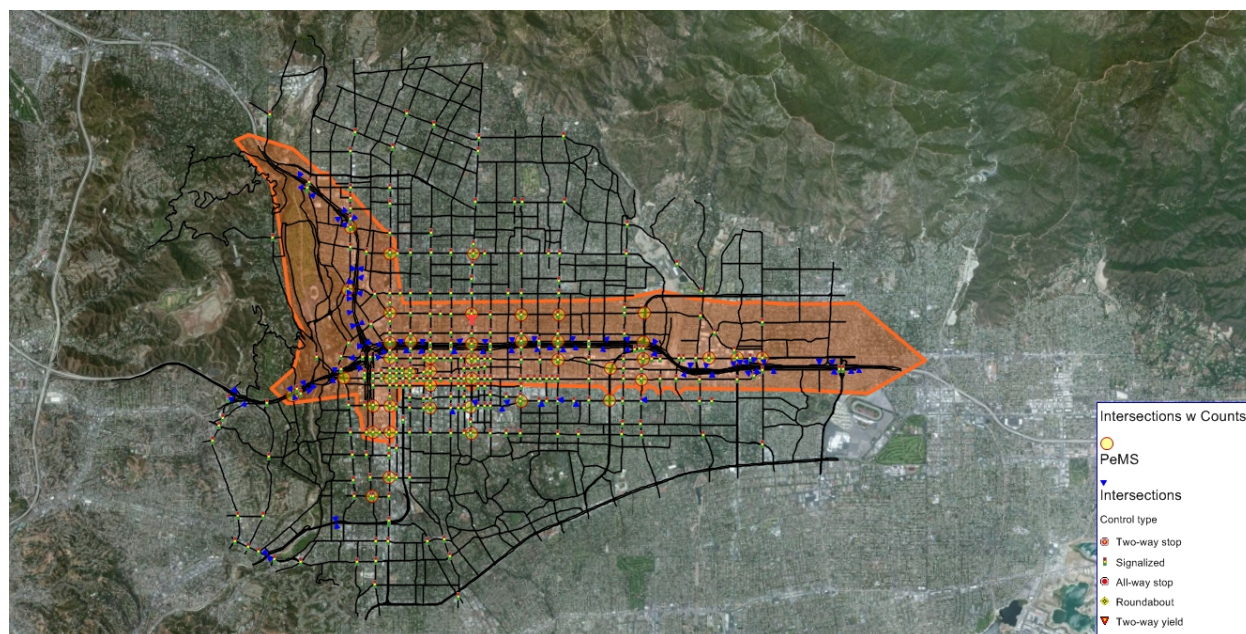 Intersections w Counts
PeMS
Intersections
Control type
Two-way stop
Signalized
All-way stop
Roundabout
Two-way yield